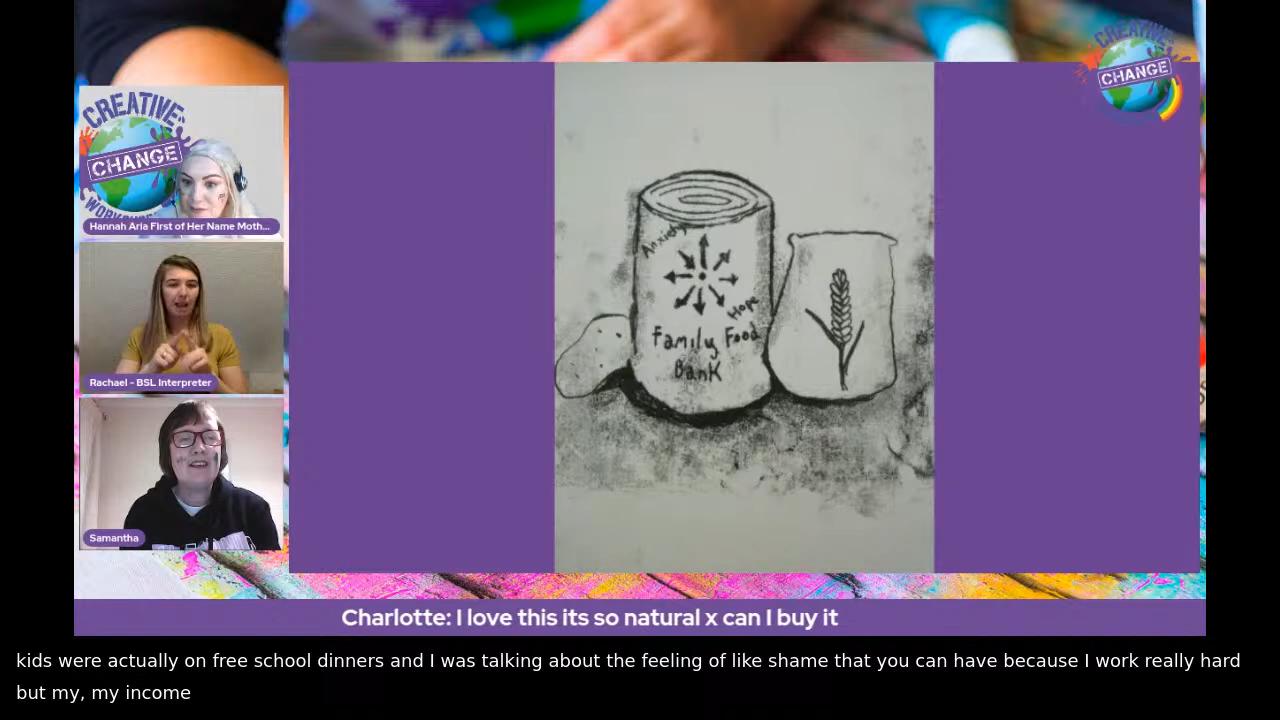 CREATIVE
CHANGE
CREATIVE
CHANGE
Hannah Aria First of Her Name Moth...
Rachael - BSL Interpreter
Samantha
Anxiety
Hope
Family Food
Bank
Charlotte: I love this its so natural x can I buy it
kids were actually on free school dinners and I was talking about the feeling of like shame that you can have because I work really hard
but my, my income